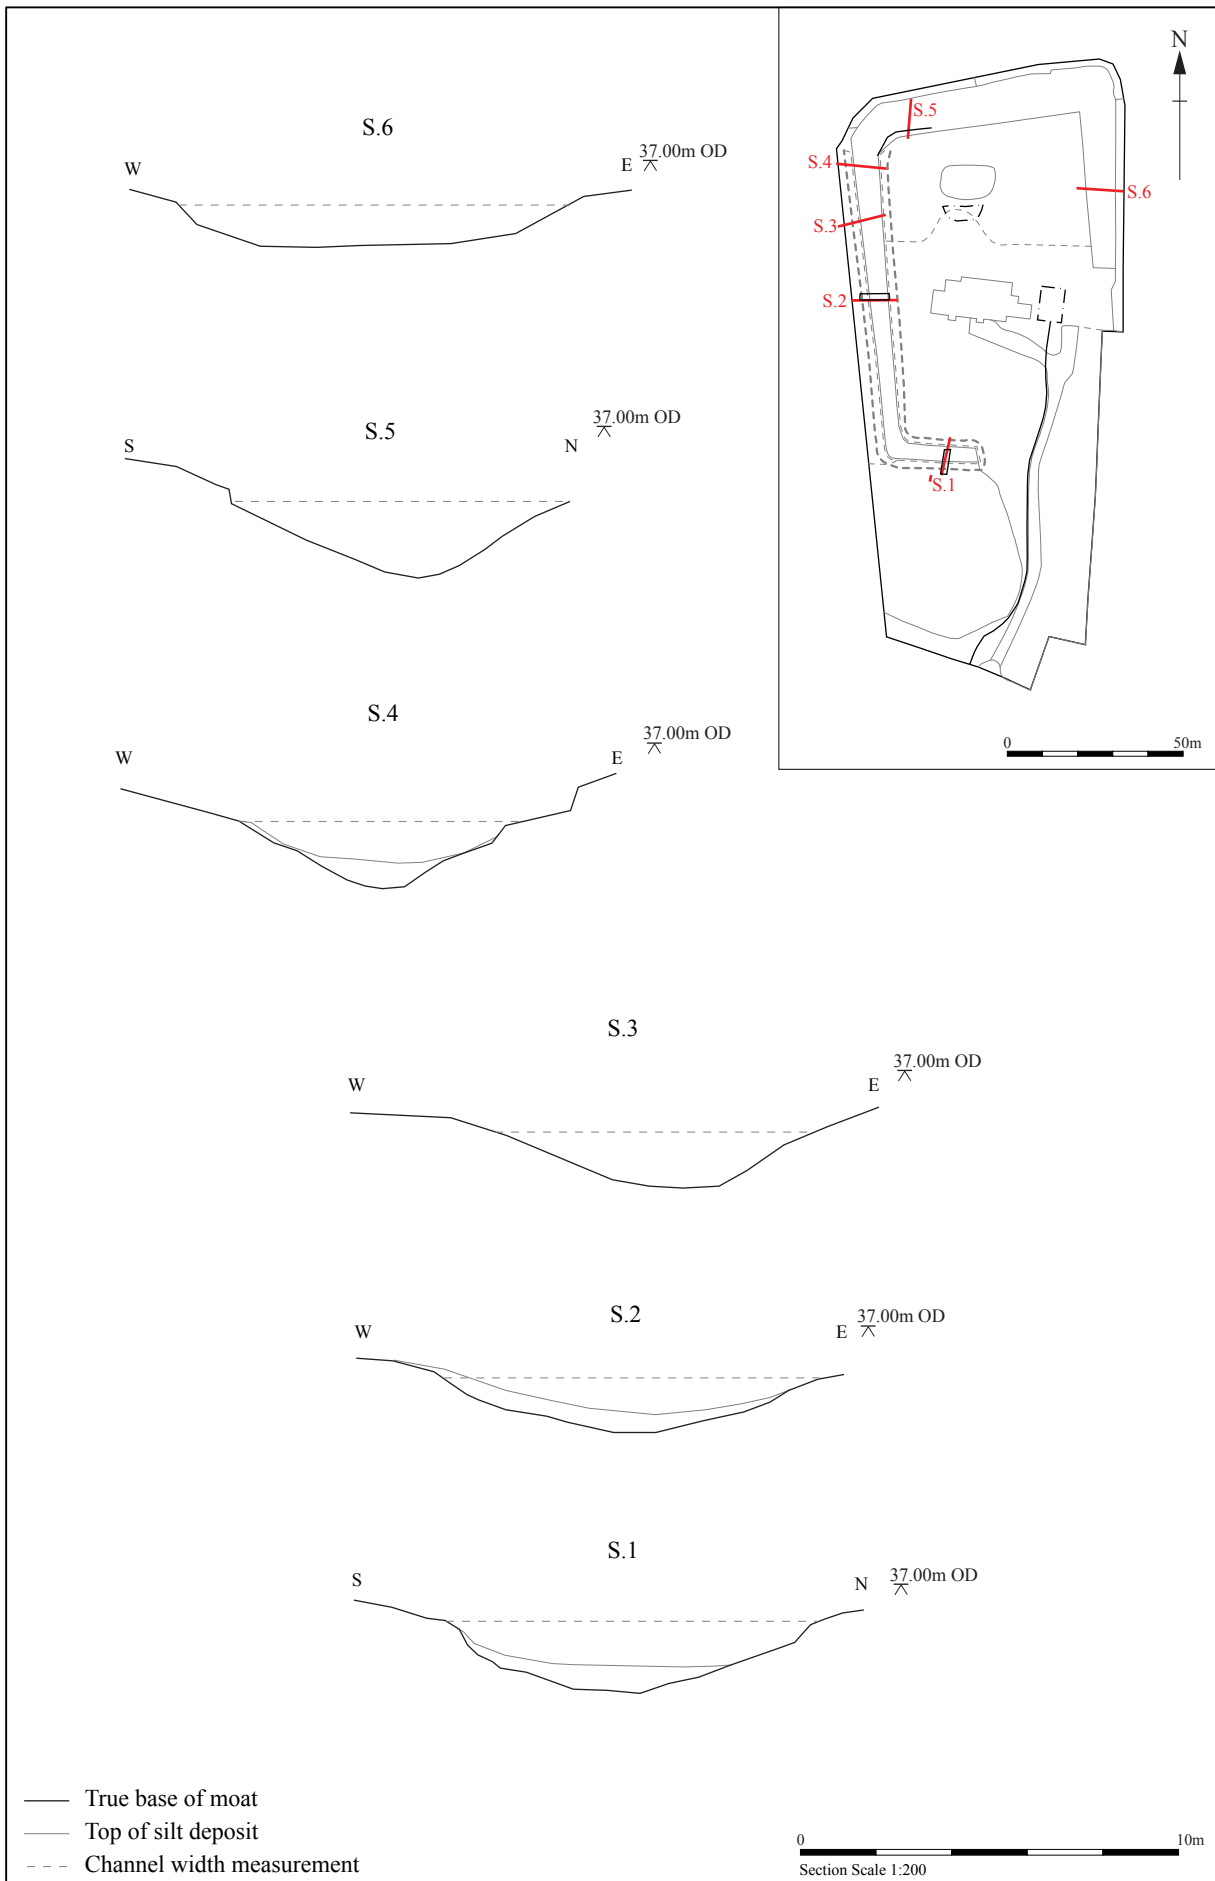 S.6
W
E
37.00m OD
S.5
S
N
37.00m OD
S.4
W
E
37.00m OD
S.3
W
E
37.00m OD
S.2
W
E
37.00m OD
S.1
S
N
37.00m OD
N
S.5
S.4
S.6
S.3
S.2
S.1
0
50m
True base of moat
Top of silt deposit
Channel width measurement
0
10m
Section Scale 1:200